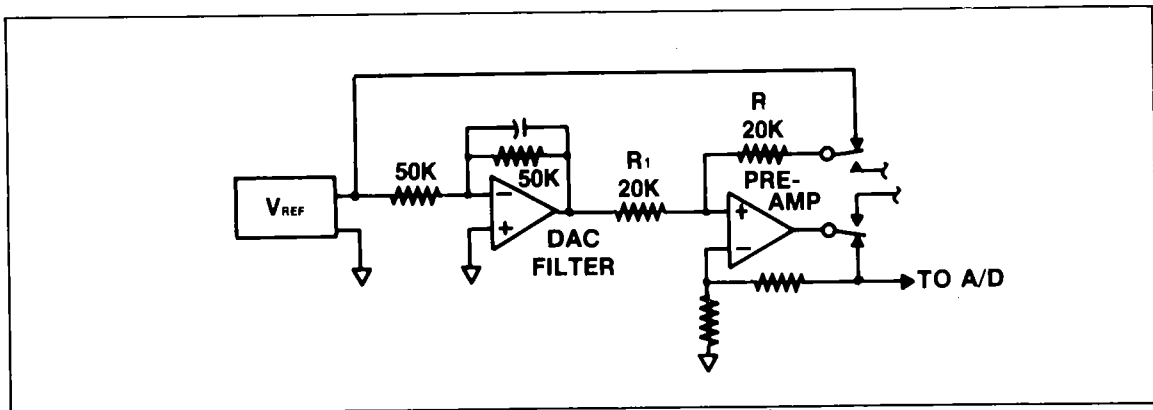 R
20K
50K
50K
R1
20K
PRE-
AMP
VREF
-
+
+
-
DAC
FILTER
TO A/D